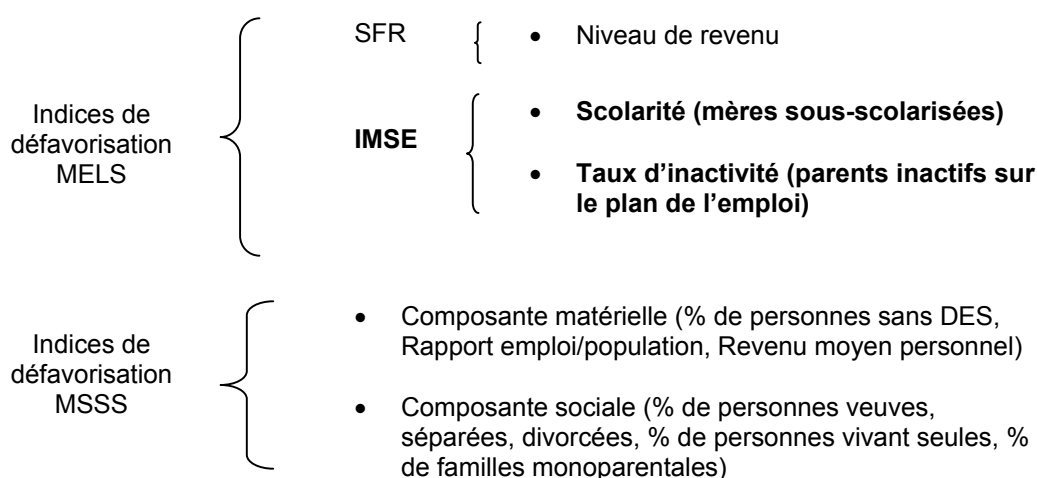 Indices de
défavorisation
MELS
SFR
• Niveau de revenu
IMSE
• Scolarité (mères sous-scolarisées)
• Taux d'inactivité (parents inactifs sur
le plan de l'emploi)
Indices de
défavorisation
MSSS
• Composante matérielle (% de personnes sans DES,
Rapport emploi/population, Revenu moyen personnel)
• Composante sociale (% de personnes veuves,
séparées, divorcées, % de personnes vivant seules, %
de familles monoparentales)